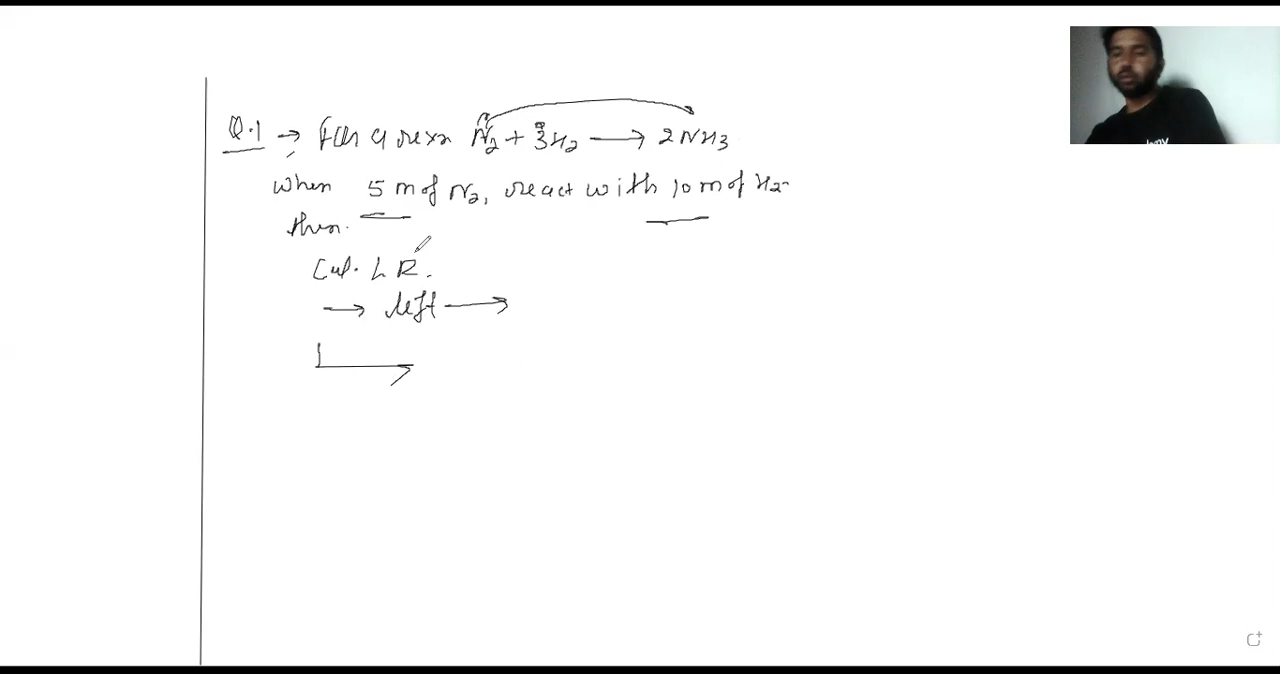 Q.1 → For a rexn N2 + 3H2 → 2NH3
when 5 m of N2, react with 10 m of H2
then.
Cal. L R.
→ left →